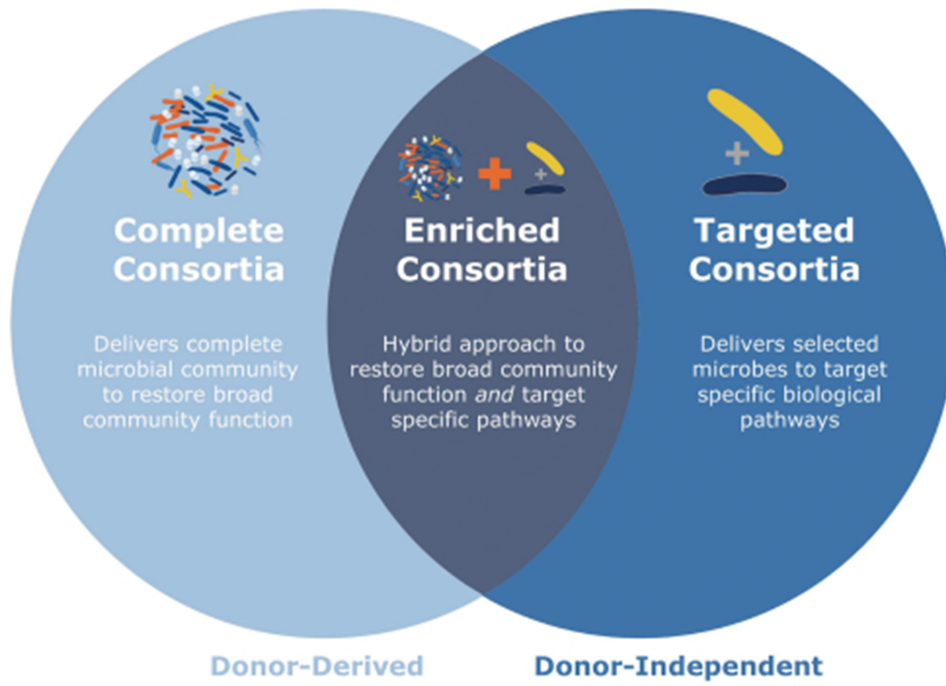 Complete
Consortia
Delivers complete
microbial community
to restore broad
community function
Enriched
Consortia
Hybrid approach to
restore broad community
function and target
specific pathways
Targeted
Consortia
Delivers selected
microbes to target
specific biological
pathways
Donor-Derived
Donor-Independent